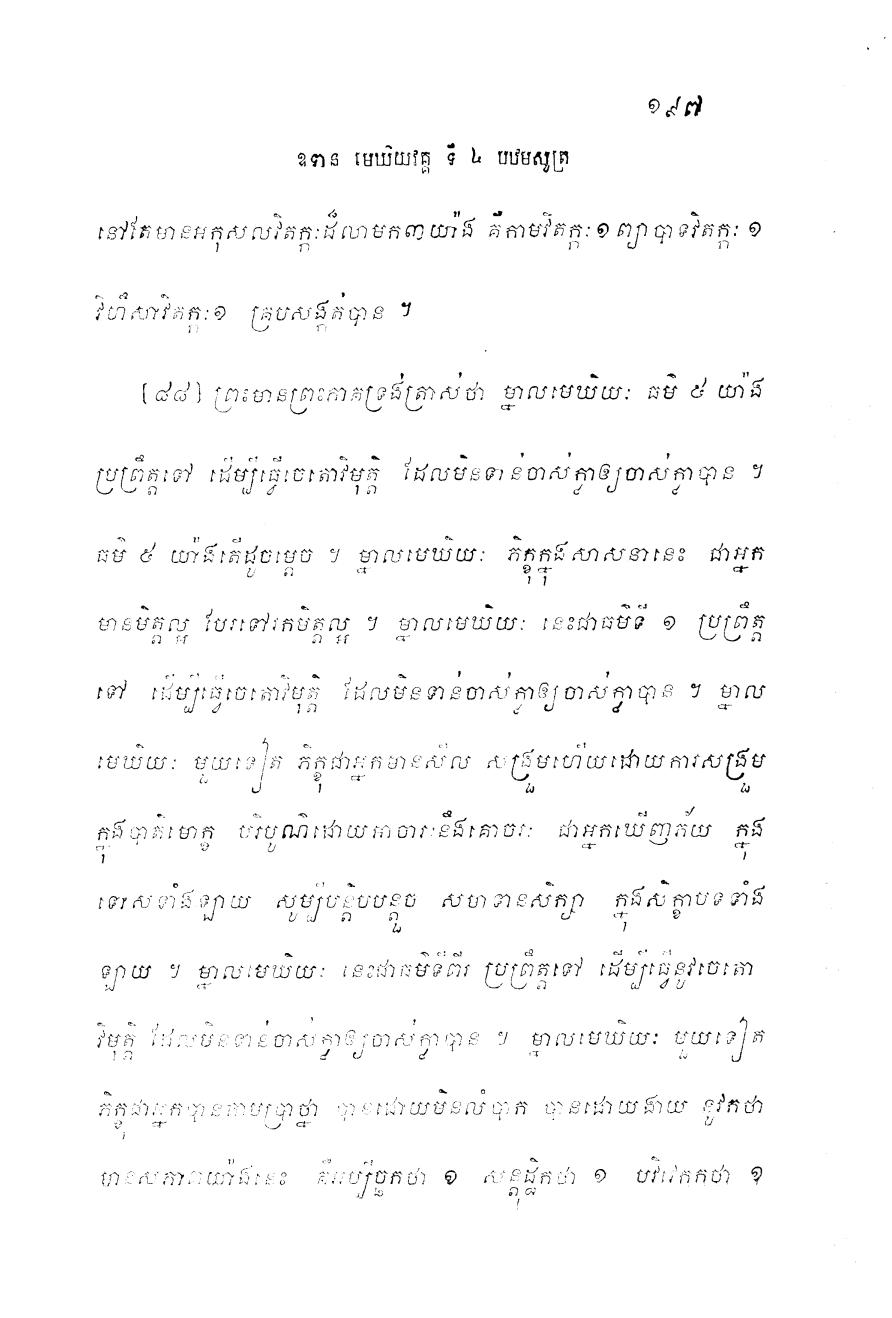 ១៩៧
ឧទាន មេឃិយវគ្គ ទី ៤ បឋមសូត្រ
នៅតែមានអកុសលវិតក្កៈដ៏លាមក៣យ៉ាង គឺកាមវិតក្កៈ១ ព្យាបាទវិតក្កៈ ១
វិហឹសាវិតក្កៈ១ គ្របសង្កត់បាន ។
[៨៨] ព្រះមានព្រះភាគទ្រង់ត្រាស់ថា ម្នាលមេឃិយៈ ធម៌ ៥ យ៉ាង
ប្រព្រឹត្តទៅ ដើម្បីធ្វើចេតោវិមុត្តិ ដែលមិនទាន់ចាស់ក្លាឲ្យចាស់ក្លាបាន ។
ធម៌ ៥ យ៉ាងតើដូចម្តេច ។ ម្នាលមេឃិយៈ ភិក្ខុក្នុងសាសនានេះ ជាអ្នក
មានមិត្តល្អ បែរទៅរកមិត្តល្អ ។ ម្នាលមេឃិយៈ នេះជាធម៌ទី ១ ប្រព្រឹត្ត
ទៅ ដើម្បីធ្វើចេតោវិមុត្តិ ដែលមិនទាន់ចាស់ក្លាឲ្យចាស់ក្លាបាន ។ ម្នាល
មេឃិយៈ មួយទៀត ភិក្ខុជាអ្នកមានសីល សង្រួមហើយដោយការសង្រួម
ក្នុងបាតិមោក្ខ បរិបូណ៌ដោយអាចារៈនឹងគោចរៈ ជាអ្នកឃើញភ័យ ក្នុង
ទោសទាំងឡាយ សូម្បីបន្តិចបន្តួច សមាទានសិក្សា ក្នុងសិក្ខាបទទាំង
ឡាយ ។ ម្នាលមេឃិយៈ នេះជាធម៌ទីពីរ ប្រព្រឹត្តទៅ ដើម្បីធ្វើនូវចេតោ
វិមុត្តិ ដែលមិនទាន់ចាស់ក្លាឲ្យចាស់ក្លាបាន ។ ម្នាលមេឃិយៈ មួយទៀត
ភិក្ខុជាអ្នកបានតាមប្រាថ្នា បានដោយមិនលំបាក បានដោយងាយ នូវកថា
មានសភាពយ៉ាងនេះ គឺអប្បិច្ឆកថា ១ សន្តុដ្ឋិកថា ១ បវិវេកកថា ១